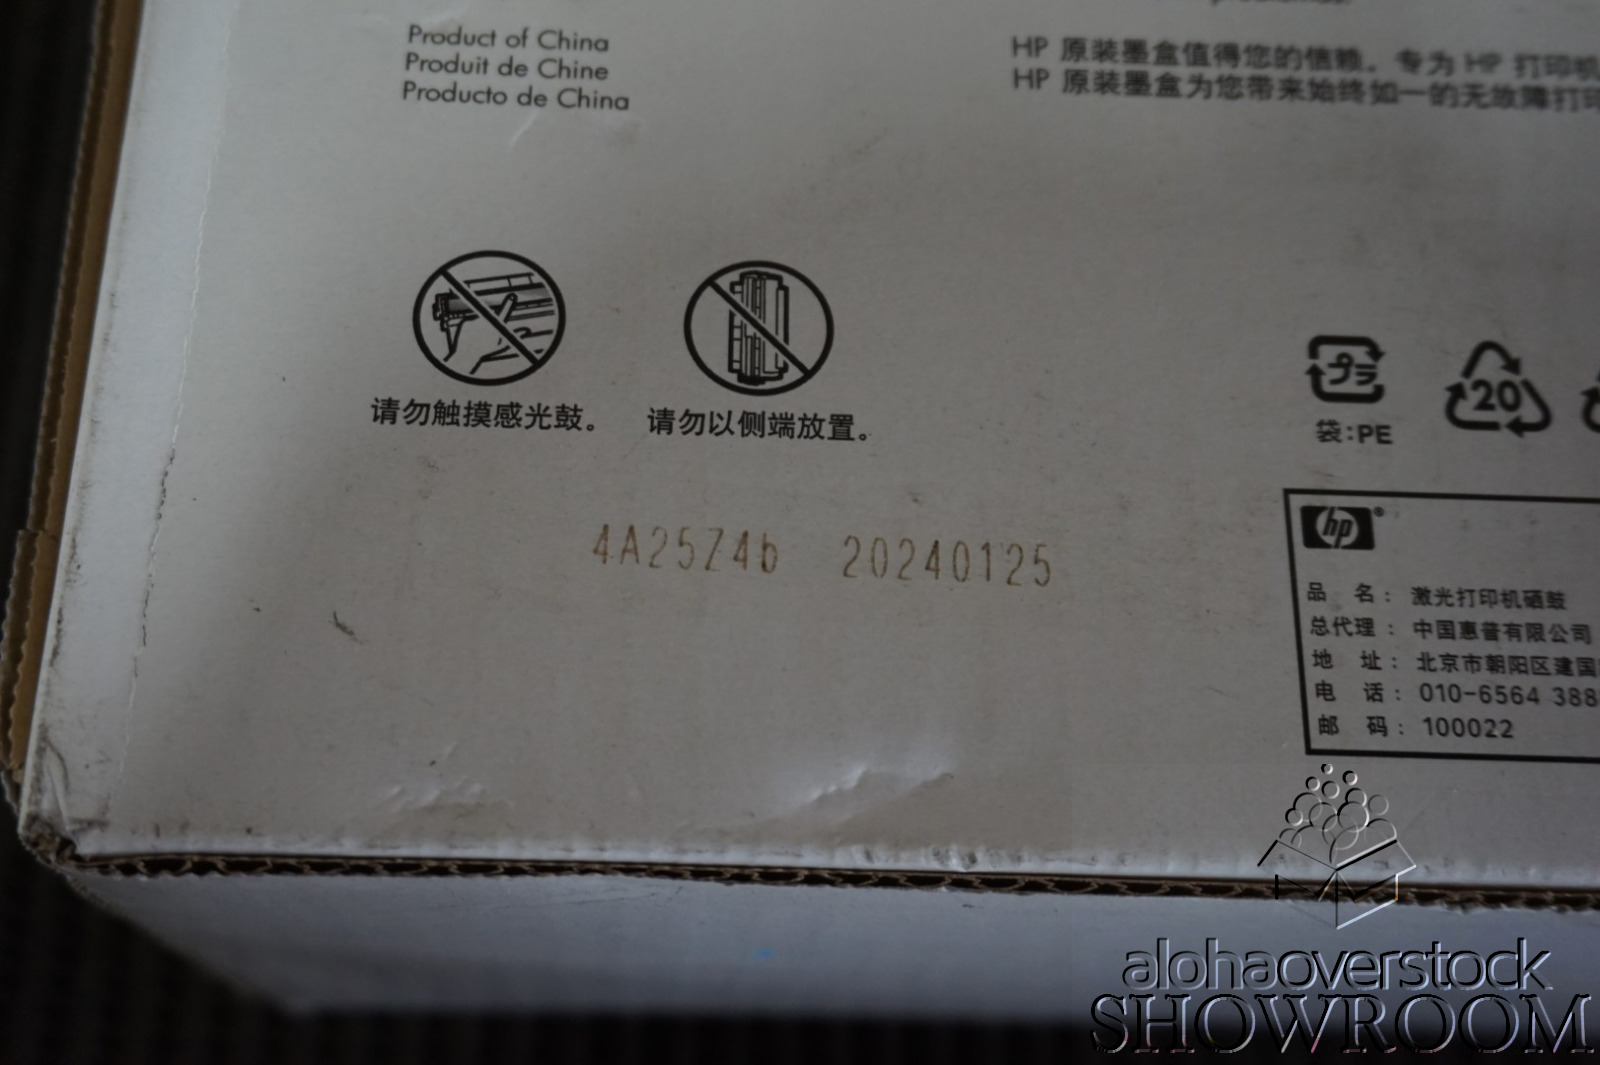 Product of China
Produit de Chine
Producto de China
HP 原装墨盒值得您的信赖。专为 HP 打印机
HP 原装墨盒为您带来始终如一的无故障打印
请勿触摸感光鼓。
请勿以侧端放置。
プラ
袋:PE
20
4A25Z4b 20240125
hp®
品 名: 激光打印机硒鼓
总代理: 中国惠普有限公司
地 址: 北京市朝阳区建国
电 话: 010-6564 388
邮 码: 100022
alohaoverstock
SHOWROOM